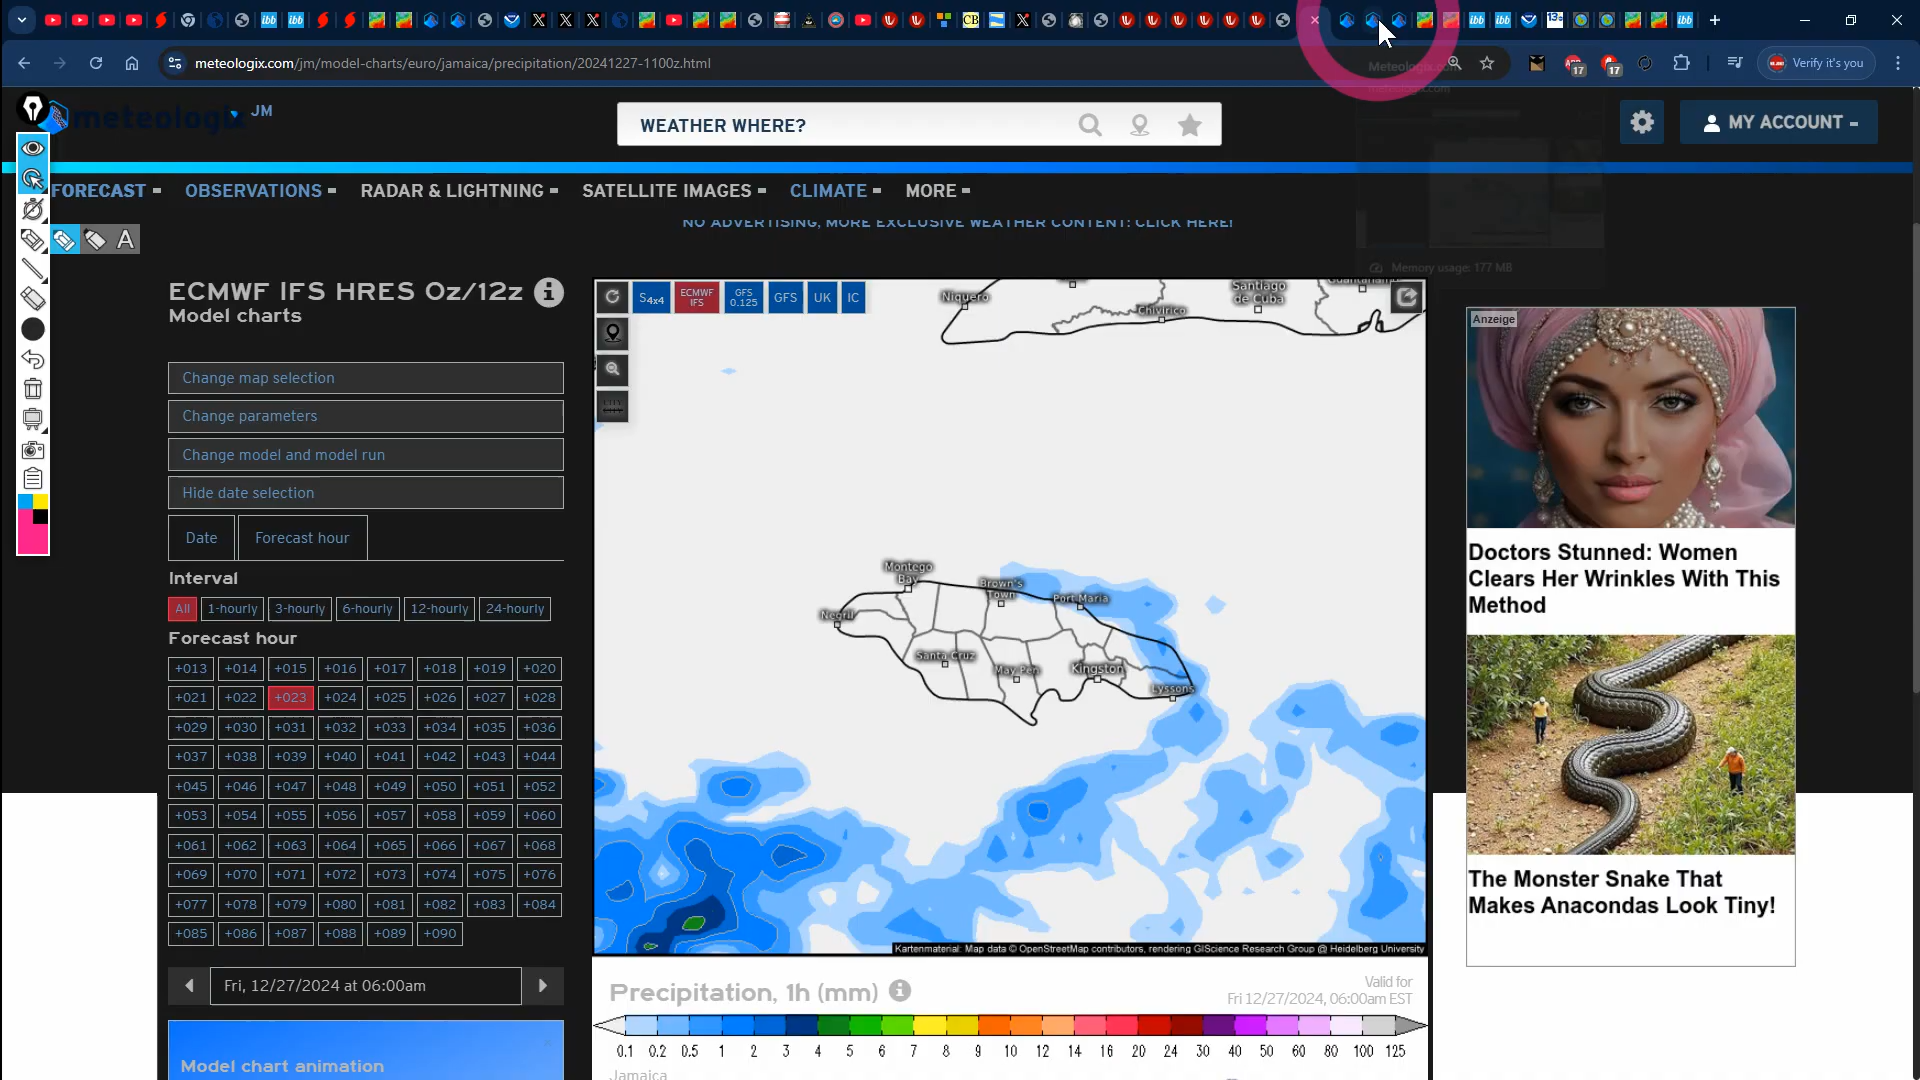 meteologix.com/jm/model-charts/euro/jamaica/precipitation/20241227-1100z.html
17
17
Verify it's you
meteologix
JM
WEATHER WHERE?
MY ACCOUNT
FORECAST
OBSERVATIONS
RADAR & LIGHTNING
SATELLITE IMAGES
CLIMATE
MORE
NO ADVERTISING, MORE EXCLUSIVE WEATHER CONTENT: CLICK HERE!
Memory usage: 177 MB
A
ECMWF IFS HRES 0z/12z
Model charts
Change map selection
Change parameters
Change model and model run
Hide date selection
Date
Forecast hour
Interval
All
1-hourly
3-hourly
6-hourly
12-hourly
24-hourly
Forecast hour
+013 +014 +015 +016 +017 +018 +019 +020
+021 +022 +023 +024 +025 +026 +027 +028
+029 +030 +031 +032 +033 +034 +035 +036
+037 +038 +039 +040 +041 +042 +043 +044
+045 +046 +047 +048 +049 +050 +051 +052
+053 +054 +055 +056 +057 +058 +059 +060
+061 +062 +063 +064 +065 +066 +067 +068
+069 +070 +071 +072 +073 +074 +075 +076
+077 +078 +079 +080 +081 +082 +083 +084
+085 +086 +087 +088 +089 +090
Fri, 12/27/2024 at 06:00am
Model chart animation
S4x4
ECMWF IFS
GFS 0.125
GFS
UK
IC
Niquero
Chivirico
Santiago de Cuba
Montego Bay
Brown's Town
Port Maria
Negril
Santa Cruz
May Pen
Kingston
Lyssons
Kartenmaterial: Map data © OpenStreetMap contributors, rendering GIScience Research Group @ Heidelberg University
Precipitation, 1h (mm)
Valid for
Fri 12/27/2024, 06:00am EST
0.1 0.2 0.5 1 2 3 4 5 6 7 8 9 10 12 14 16 20 24 30 40 50 60 80 100 125
Jamaica
Anzeige
Doctors Stunned: Women
Clears Her Wrinkles With This
Method
The Monster Snake That
Makes Anacondas Look Tiny!